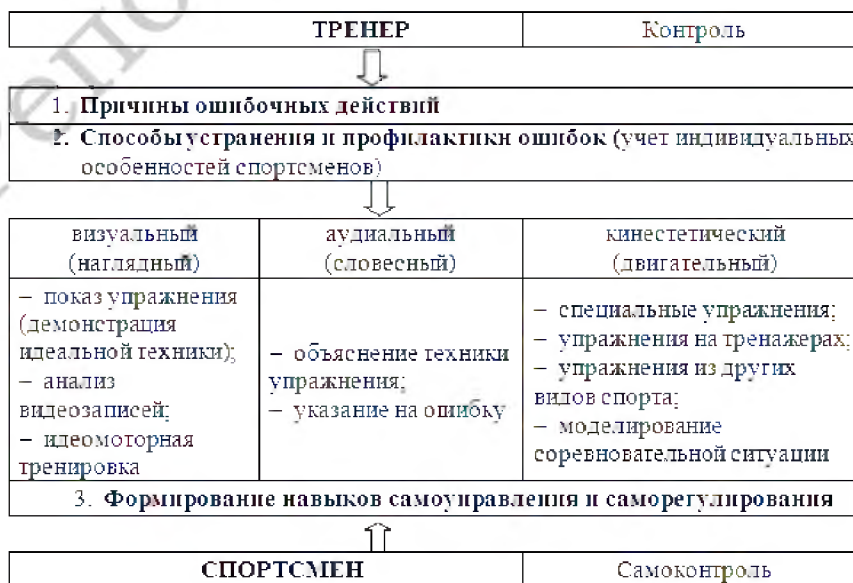 епо
ТРЕНЕР Контроль
1. Причины ошибочных действий
2. Способы устранения и профилактики ошибок (учет индивидуальных
особенностей спортсменов)
визуальный
(наглядный)
аудиальный
(словесный)
кинестетический
(двигательный)
– показ упражнения
(демонстрация
идеальной техники);
– анализ
видеозаписей;
– идеомоторная
тренировка
– объяснение техники
упражнения;
– указание на ошибку
– специальные упражнения;
– упражнения на тренажерах;
– упражнения из других
видов спорта;
– моделирование
соревновательной ситуации
3. Формирование навыков самоуправления и саморегулирования
СПОРТСМЕН Самоконтроль